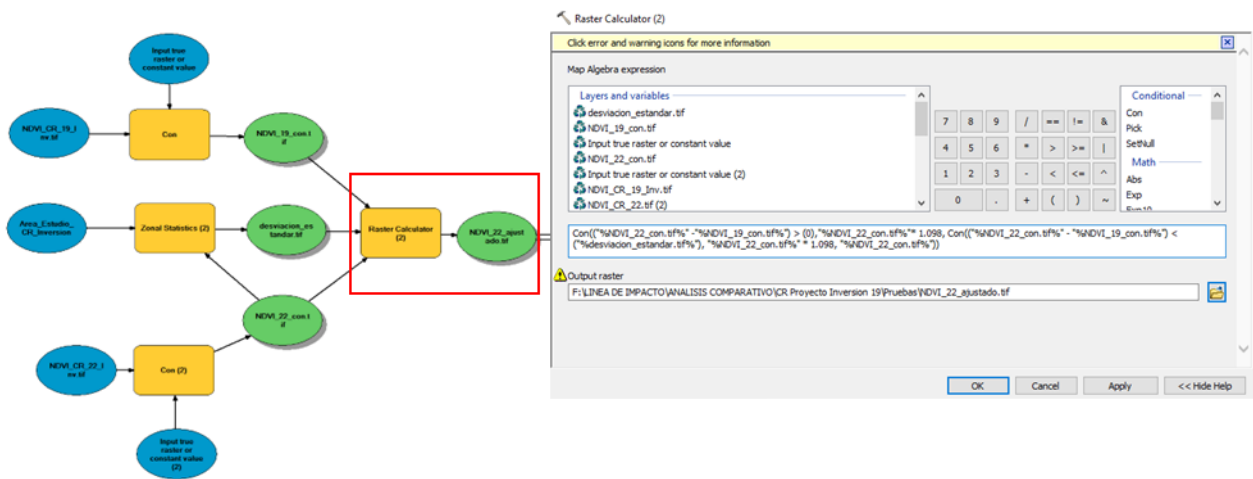 Input true
raster or
constant value
NDVI_CR_19_I
nv.tif
Con
NDVI_19_con.t
if
Area_Estudio_
CR_Inversion
Zonal Statistics (2)
desviacion_es
tandar.tif
Raster Calculator
(2)
NDVI_22_ajust
ado.tif
NDVI_22_con.t
if
NDVI_CR_22_I
nv.tif
Con (2)
Input true
raster or
constant value
(2)
Raster Calculator (2)
Click error and warning icons for more information
Map Algebra expression
Layers and variables
desviacion_estandar.tif
NDVI_19_con.tif
Input true raster or constant value
NDVI_22_con.tif
Input true raster or constant value (2)
NDVI_CR_19_Inv.tif
NDVI_CR_22.tif (2)
7 8 9 / == != &
4 5 6 * > >= |
1 2 3 - < <= ^
0 . + ( ) ~
Conditional
Con
Pick
SetNull
Math
Abs
Exp
Exp10
Con(("%NDVI_22_con.tif%" -"%NDVI_19_con.tif%") > (0),"%NDVI_22_con.tif%"* 1.098, Con(("%NDVI_22_con.tif%" - "%NDVI_19_con.tif%") <
("%desviacion_estandar.tif%"), "%NDVI_22_con.tif%" * 1.098, "%NDVI_22_con.tif%"))
Output raster
F:\LINEA DE IMPACTO\ANALISIS COMPARATIVO\CR Proyecto Inversion 19\Pruebas\NDVI_22_ajustado.tif
OK
Cancel
Apply
<< Hide Help